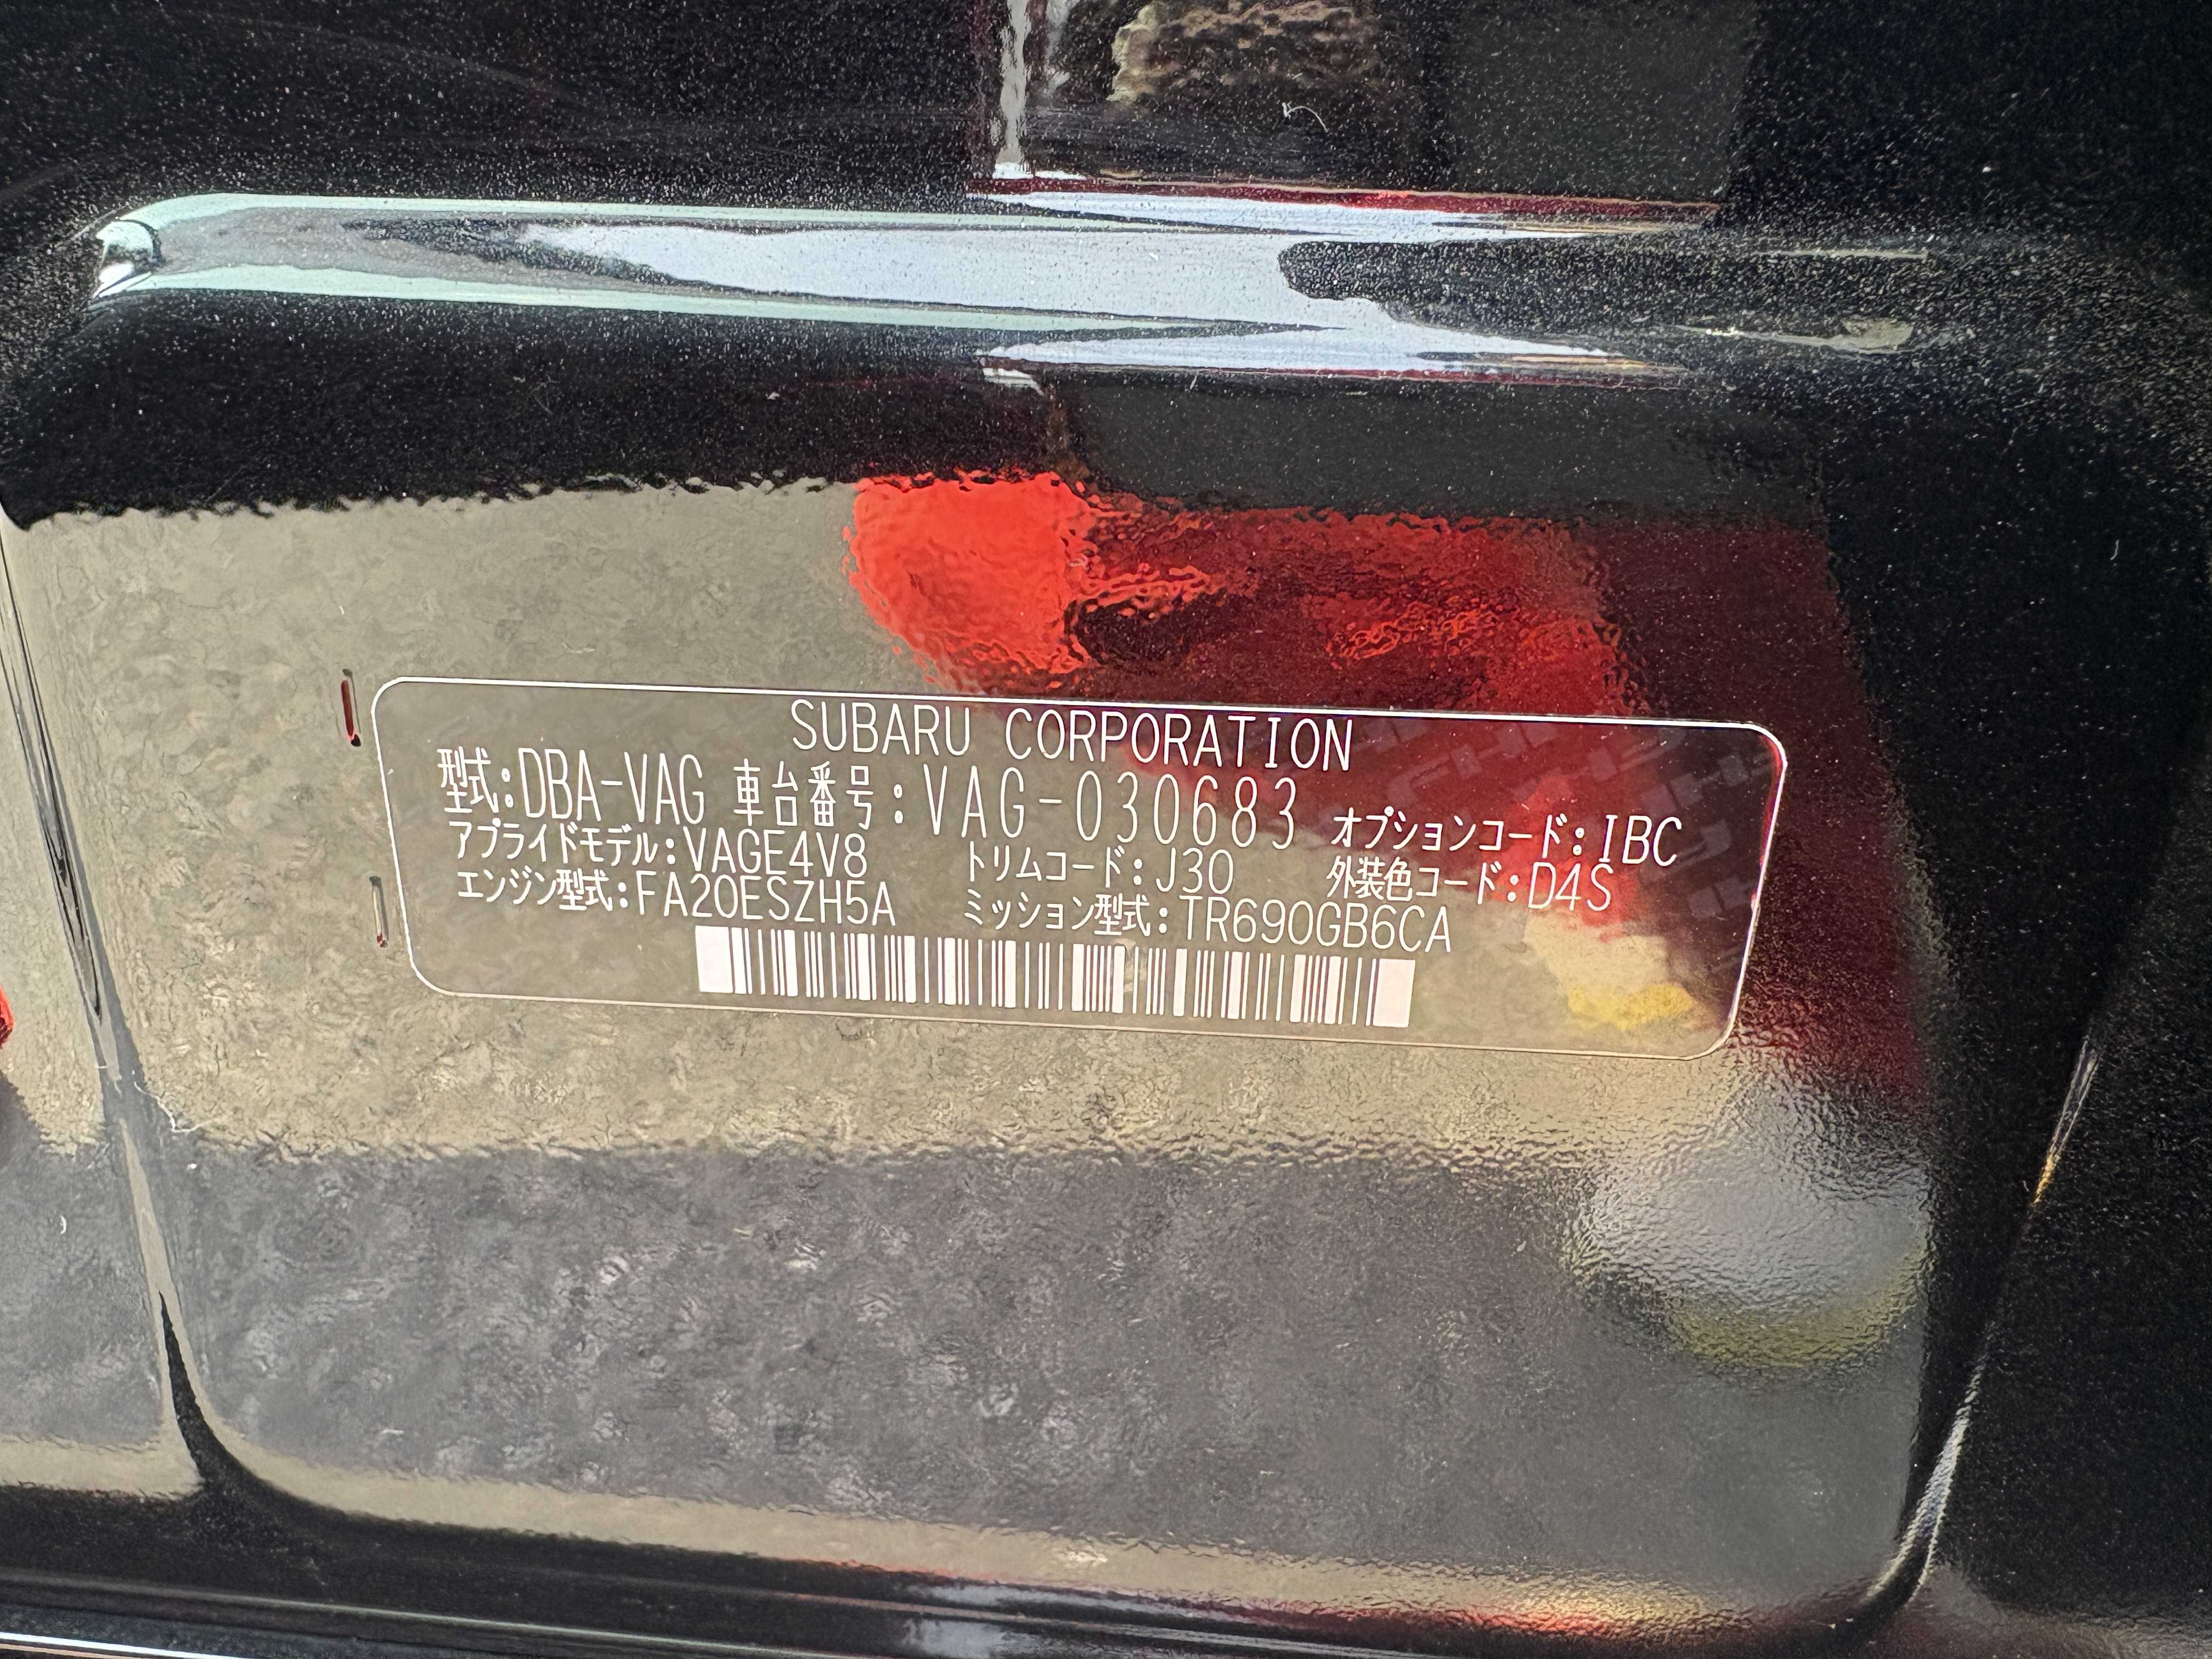 SUBARU CORPORATION
型式:DBA-VAG 車台番号:VAG-030683 オプションコード:IBC
アプライドモデル:VAGE4V8 トリムコード:J30 外装色コード:D4S
エンジン型式:FA20ESZH5A ミッション型式:TR690GB6CA